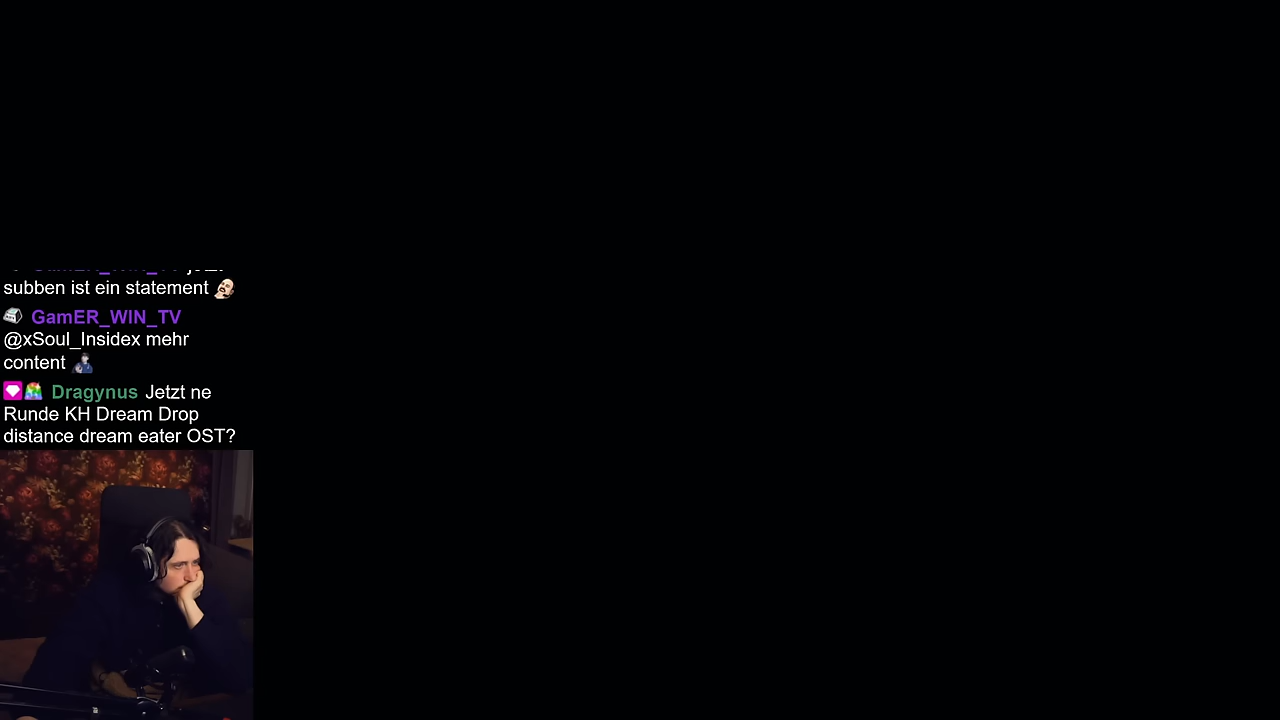 subben ist ein statement
GamER_WIN_TV
@xSoul_Insidex mehr
content
Dragynus Jetzt ne
Runde KH Dream Drop
distance dream eater OST?